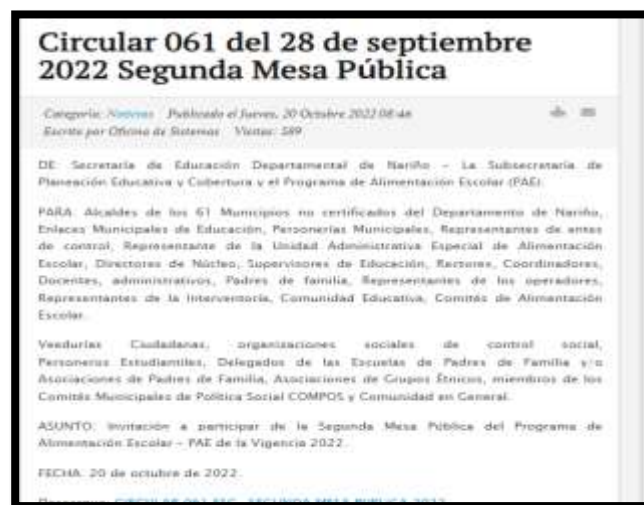 Circular 061 del 28 de septiembre
2022 Segunda Mesa Pública
Categoría: Noticias Publicado el Jueves, 20 Octubre 2022 08:46
Escrito por Oficina de Sistemas Visitas: 589
DE: Secretaría de Educación Departamental de Nariño – La Subsecretaría de
Planeación Educativa y Cobertura y el Programa de Alimentación Escolar (PAE).
PARA: Alcaldes de los 61 Municipios no certificados del Departamento de Nariño,
Enlaces Municipales de Educación, Personerías Municipales, Representantes de entes
de control, Representante de la Unidad Administrativa Especial de Alimentación
Escolar, Directores de Núcleo, Supervisores de Educación, Rectores, Coordinadores,
Docentes, administrativos, Padres de familia, Representantes de los operadores,
Representantes de la Interventoría, Comunidad Educativa, Comités de Alimentación
Escolar.
Veedurías Ciudadanas, organizaciones sociales de control social,
Personeros Estudiantiles, Delegados de las Escuelas de Padres de Familia y/o
Asociaciones de Padres de Familia, Asociaciones de Grupos Étnicos, miembros de los
Comités Municipales de Política Social COMPOS y Comunidad en General.
ASUNTO: Invitación a participar de la Segunda Mesa Pública del Programa de
Alimentación Escolar – PAE de la Vigencia 2022.
FECHA: 20 de octubre de 2022.